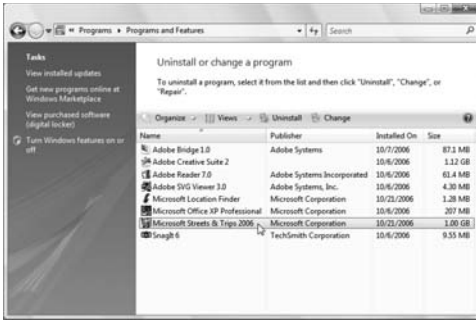 « Programs ▸ Programs and Features
Search
Tasks
View installed updates
Get new programs online at
Windows Marketplace
View purchased software
(digital locker)
Turn Windows features on or
off
Uninstall or change a program
To uninstall a program, select it from the list and then click "Uninstall", "Change", or
"Repair".
Organize Views Uninstall Change
Name Publisher Installed On Size
Adobe Bridge 1.0 Adobe Systems 10/7/2006 87.1 MB
Adobe Creative Suite 2 10/6/2006 1.12 GB
Adobe Reader 7.0 Adobe Systems Incorporated 10/6/2006 61.4 MB
Adobe SVG Viewer 3.0 Adobe Systems, Inc. 10/6/2006 4.30 MB
Microsoft Location Finder Microsoft Corporation 10/21/2006 1.28 MB
Microsoft Office XP Professional Microsoft Corporation 10/6/2006 207 MB
Microsoft Streets & Trips 2006 Microsoft Corporation 10/21/2006 1.00 GB
SnagIt 6 TechSmith Corporation 10/6/2006 9.55 MB